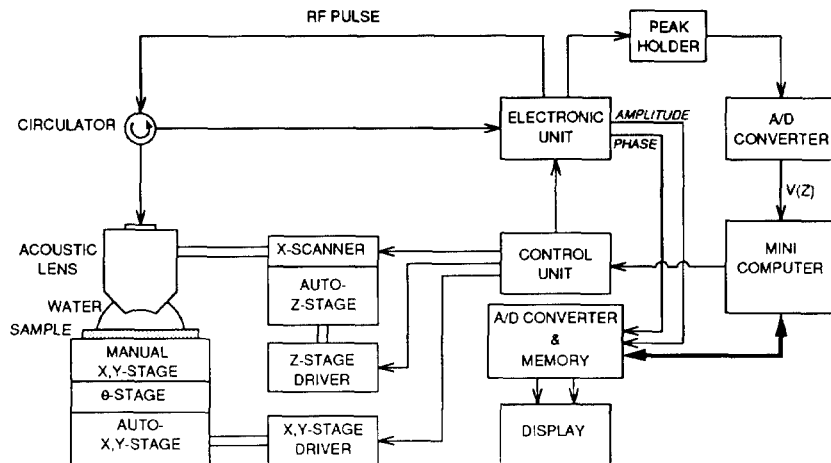 RF PULSE
PEAK
HOLDER
CIRCULATOR
ELECTRONIC
UNIT
AMPLITUDE
PHASE
A/D
CONVERTER
V(Z)
ACOUSTIC
LENS
X-SCANNER
CONTROL
UNIT
MINI
COMPUTER
AUTO-
Z-STAGE
WATER
SAMPLE
A/D CONVERTER
&
MEMORY
MANUAL
X,Y-STAGE
Z-STAGE
DRIVER
θ-STAGE
AUTO-
X,Y-STAGE
X,Y-STAGE
DRIVER
DISPLAY